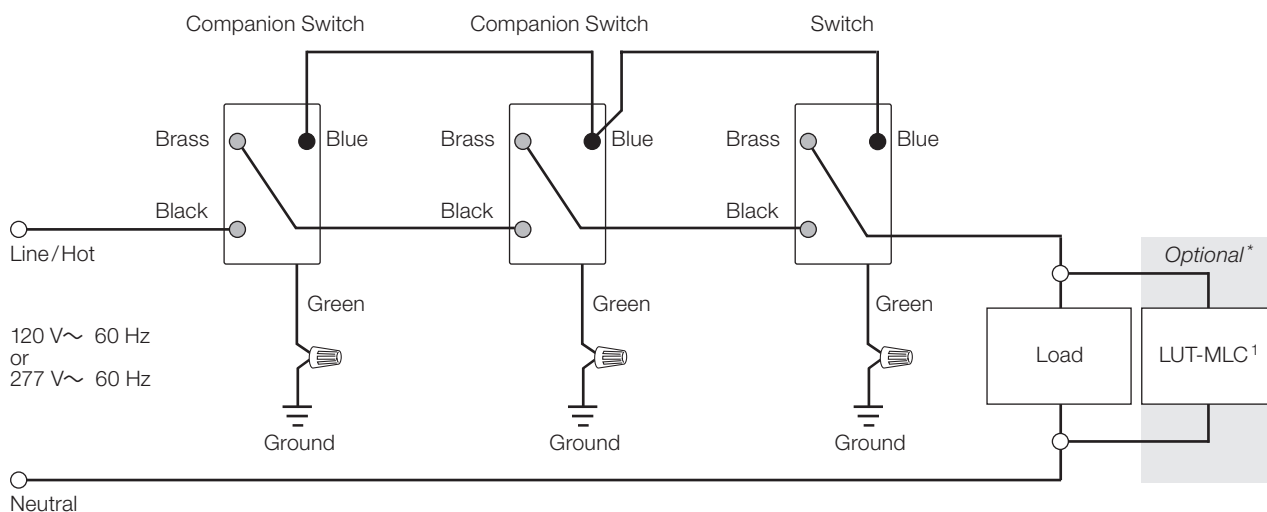 Companion Switch
Companion Switch
Switch
Brass
Blue
Brass
Blue
Brass
Blue
Black
Black
Black
Line/Hot
Optional*
Green
Green
Green
120 V~ 60 Hz
or
277 V~ 60 Hz
Load
LUT-MLC¹
Ground
Ground
Ground
Neutral